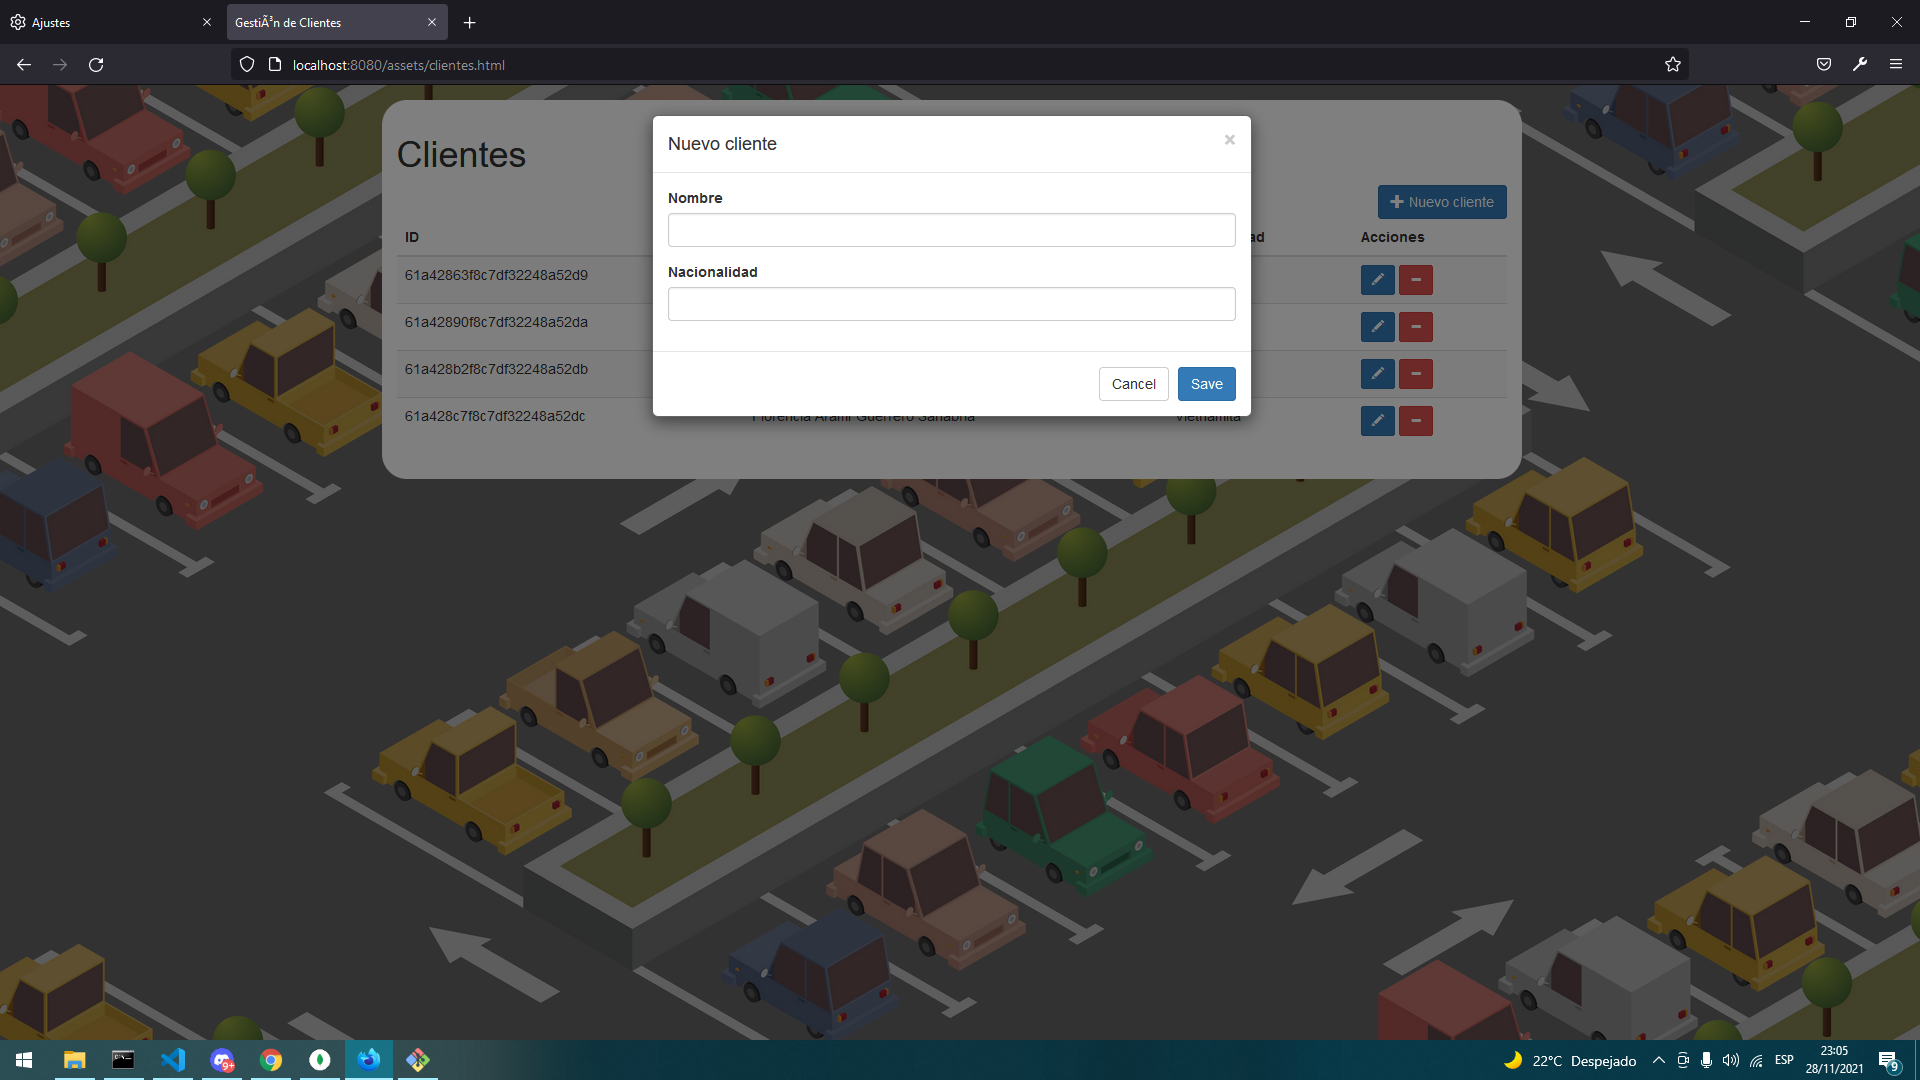 Ajustes
GestiÃ³n de Clientes
localhost:8080/assets/clientes.html
Clientes
Nuevo cliente
×
Nombre
Nacionalidad
Cancel
Save
Nuevo cliente
ID
ad
Acciones
61a42863f8c7df32248a52d9
61a42890f8c7df32248a52da
61a428b2f8c7df32248a52db
61a428c7f8c7df32248a52dc
Florencia Aramí Guerrero Sanabria
Vietnamita
9+
22°C Despejado
ESP
23:05
28/11/2021
9